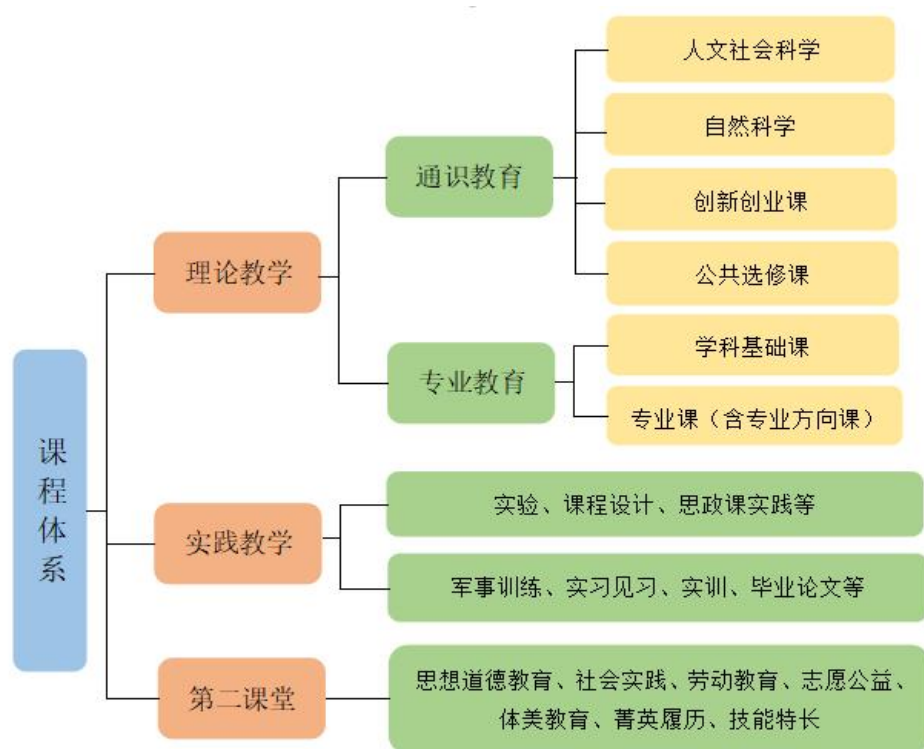 课程体系
理论教学
通识教育
人文社会科学
自然科学
创新创业课
公共选修课
专业教育
学科基础课
专业课（含专业方向课）
实践教学
实验、课程设计、思政课实践等
军事训练、实习见习、实训、毕业论文等
第二课堂
思想道德教育、社会实践、劳动教育、志愿公益、
体美教育、菁英履历、技能特长